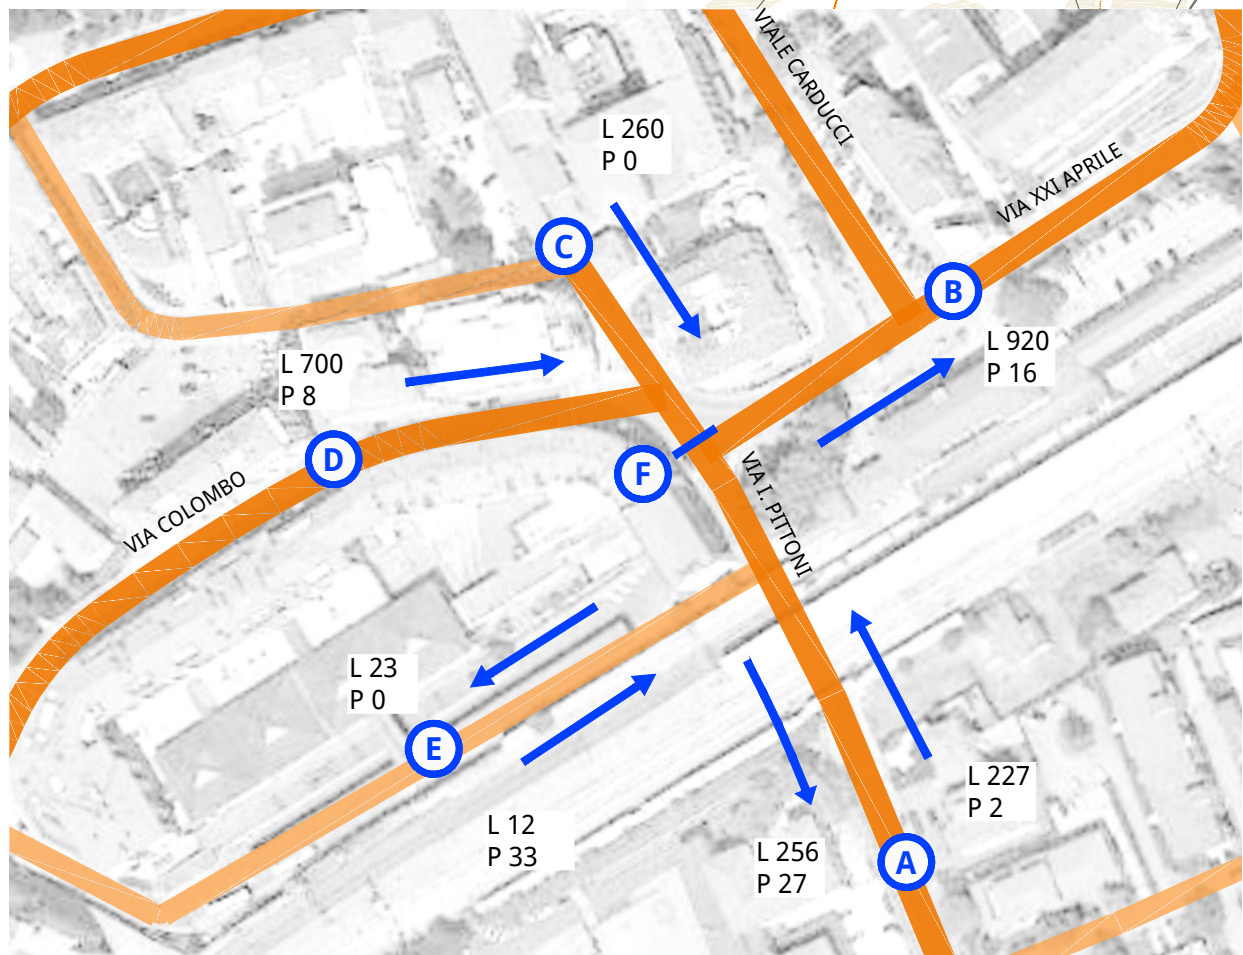 VIALE CARDUCCI
L 260
P 0
VIA XXI APRILE
C
B
L 920
P 16
L 700
P 8
D
F
VIA I. PITTONI
VIA COLOMBO
L 23
P 0
E
L 227
P 2
L 12
P 33
L 256
P 27
A